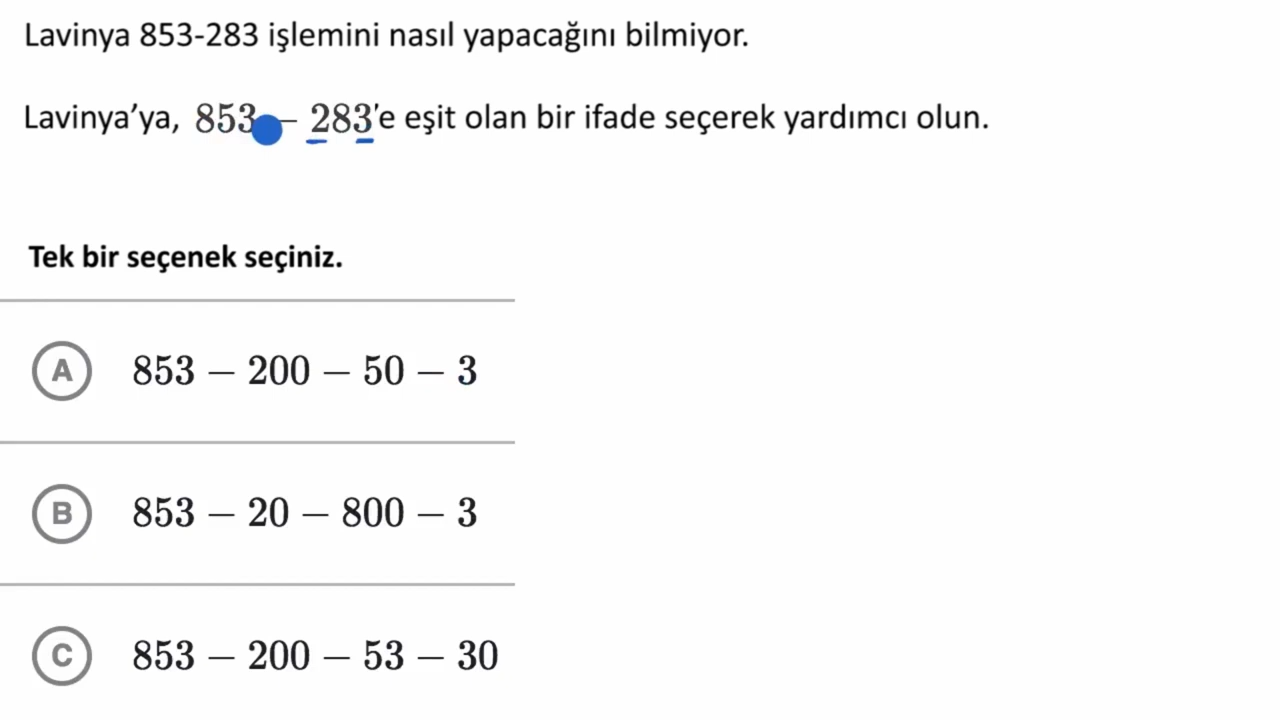 Lavinya 853-283 işlemini nasıl yapacağını bilmiyor.
Lavinya'ya, 853 − 283'e eşit olan bir ifade seçerek yardımcı olun.
Tek bir seçenek seçiniz.
A 853 − 200 − 50 − 3
B 853 − 20 − 800 − 3
C 853 − 200 − 53 − 30